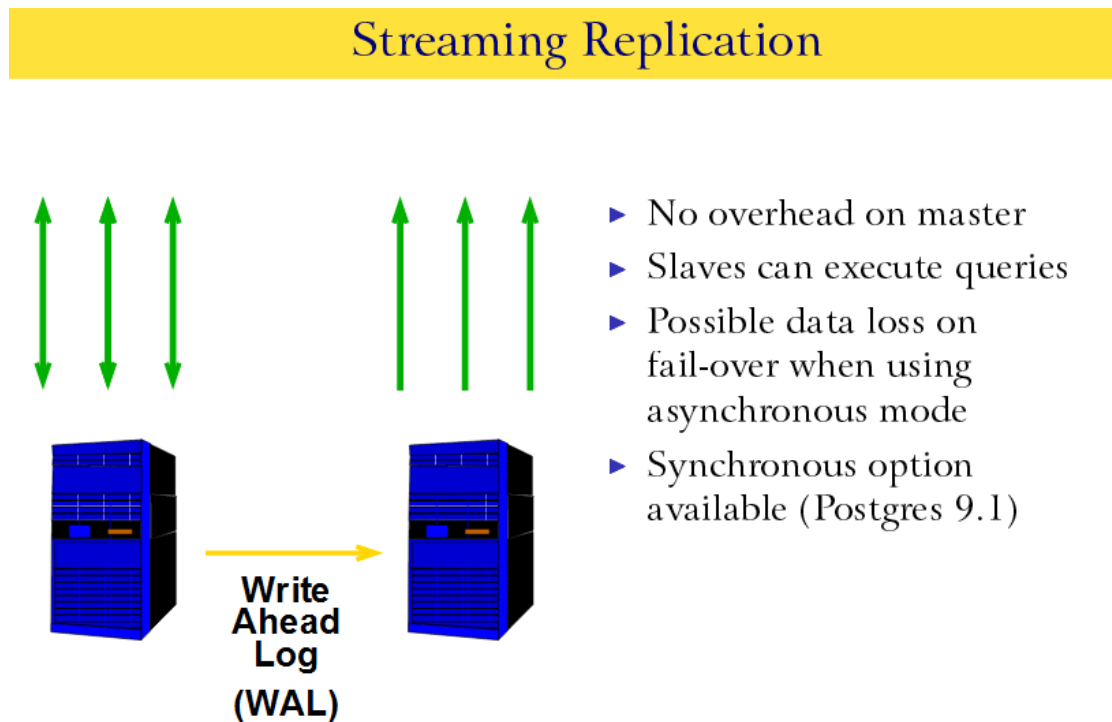 Streaming Replication
► No overhead on master
► Slaves can execute queries
► Possible data loss on
fail-over when using
asynchronous mode
► Synchronous option
available (Postgres 9.1)
Write
Ahead
Log
(WAL)